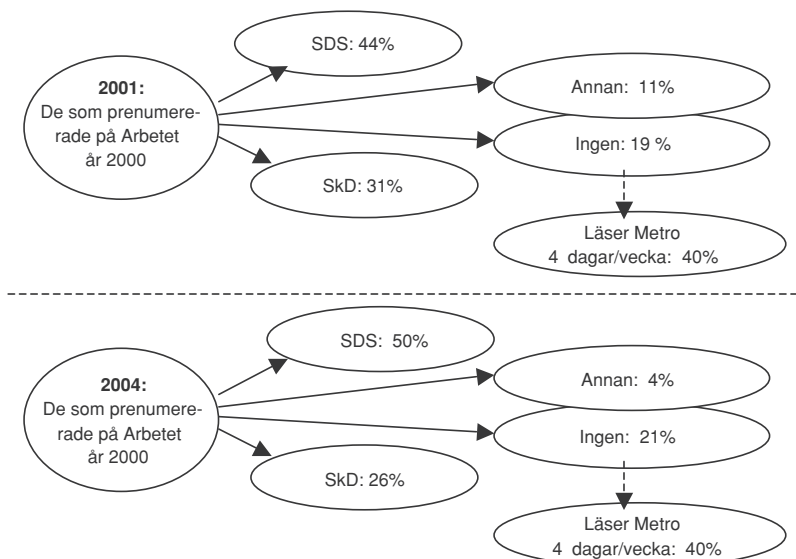 SDS: 44%
2001:
De som prenumere-
rade på Arbetet
år 2000
Annan: 11%
Ingen: 19 %
SkD: 31%
Läser Metro
4 dagar/vecka: 40%
SDS: 50%
2004:
De som prenumere-
rade på Arbetet
år 2000
Annan: 4%
Ingen: 21%
SkD: 26%
Läser Metro
4 dagar/vecka: 40%